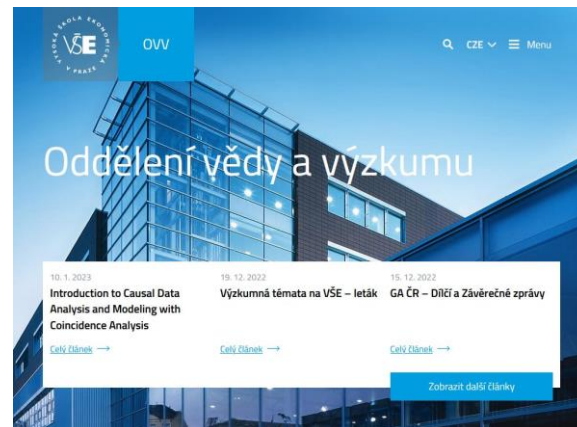 VYSOKÁ ŠKOLA EKONOMICKÁ
V PRAZE
VŠE
OVV
CZE
Menu
Oddělení vědy a výzkumu
10. 1. 2023
Introduction to Causal Data
Analysis and Modeling with
Coincidence Analysis
Celý článek →
19. 12. 2022
Výzkumná témata na VŠE – leták
Celý článek →
15. 12. 2022
GA ČR – Dílčí a Závěrečné zprávy
Celý článek →
Zobrazit další články